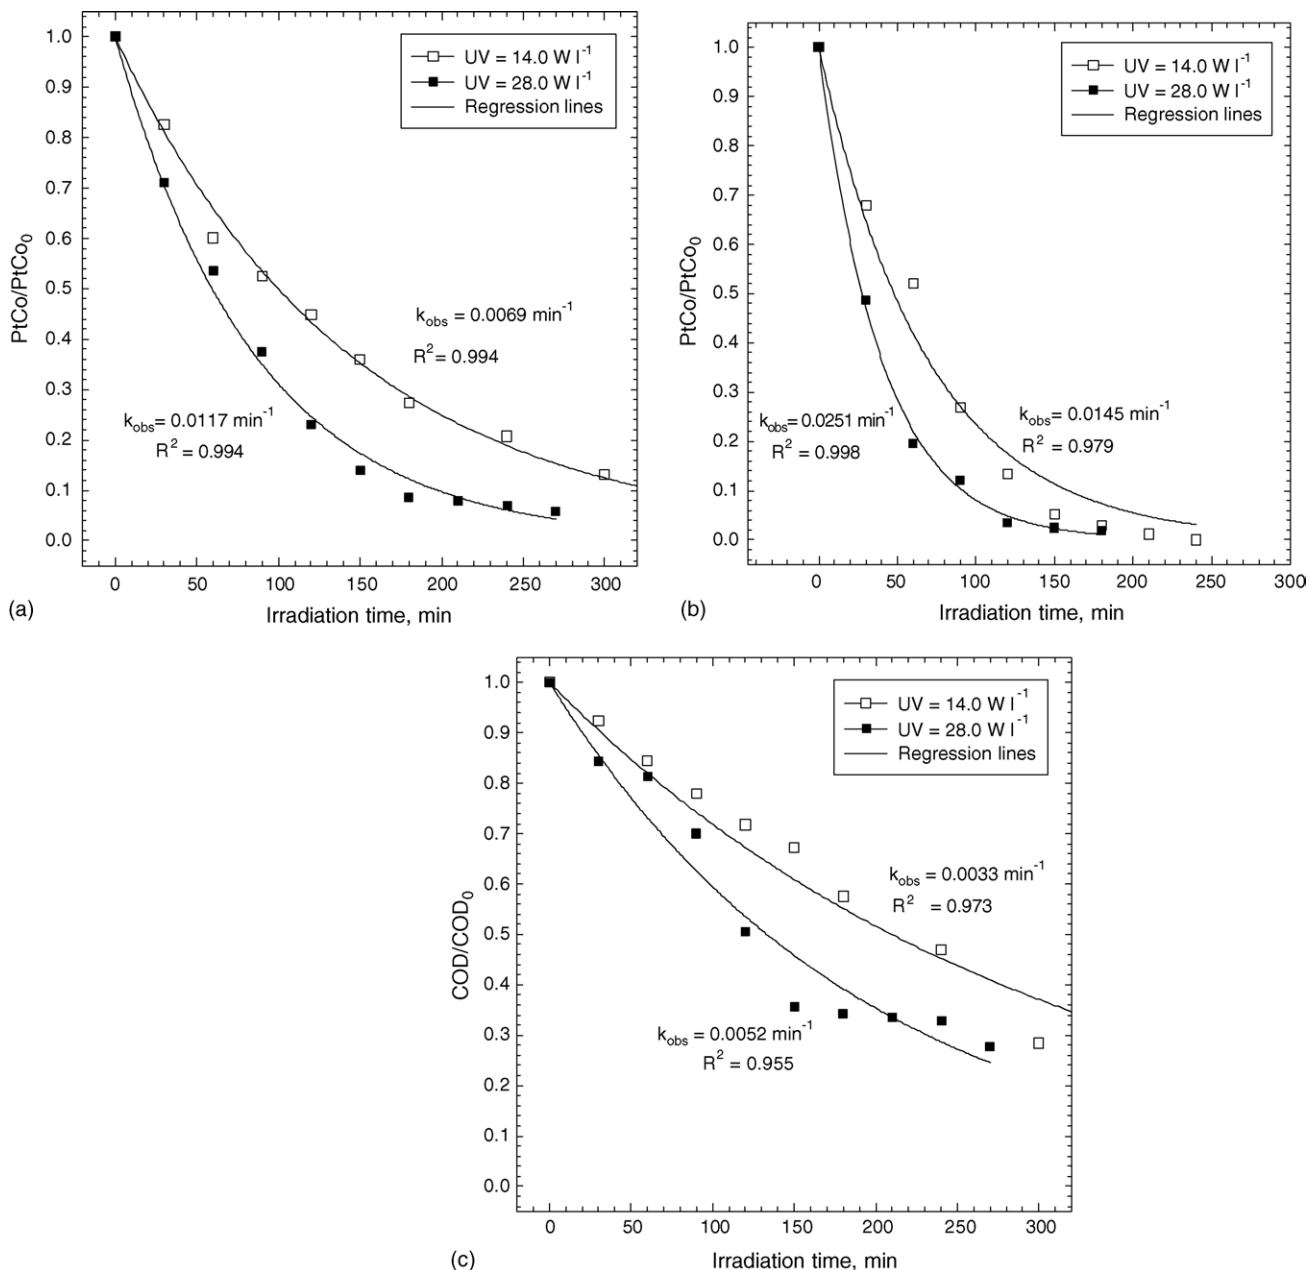 1.0
0.9
0.8
0.7
0.6
0.5
0.4
0.3
0.2
0.1
0.0
PtCo/PtCo₀
UV = 14.0 W l⁻¹
UV = 28.0 W l⁻¹
Regression lines
k_obs = 0.0069 min⁻¹
R² = 0.994
k_obs= 0.0117 min⁻¹
R² = 0.994
0 50 100 150 200 250 300
(a) Irradiation time, min
1.0
0.9
0.8
0.7
0.6
0.5
0.4
0.3
0.2
0.1
0.0
PtCo/PtCo₀
UV = 14.0 W l⁻¹
UV = 28.0 W l⁻¹
Regression lines
k_obs= 0.0251 min⁻¹
R² = 0.998
k_obs = 0.0145 min⁻¹
R² = 0.979
0 50 100 150 200 250 300
(b) Irradiation time, min
1.0
0.9
0.8
0.7
0.6
0.5
0.4
0.3
0.2
0.1
0.0
COD/COD₀
UV = 14.0 W l⁻¹
UV = 28.0 W l⁻¹
Regression lines
k_obs = 0.0033 min⁻¹
R² = 0.973
k_obs = 0.0052 min⁻¹
R² = 0.955
0 50 100 150 200 250 300
(c) Irradiation time, min